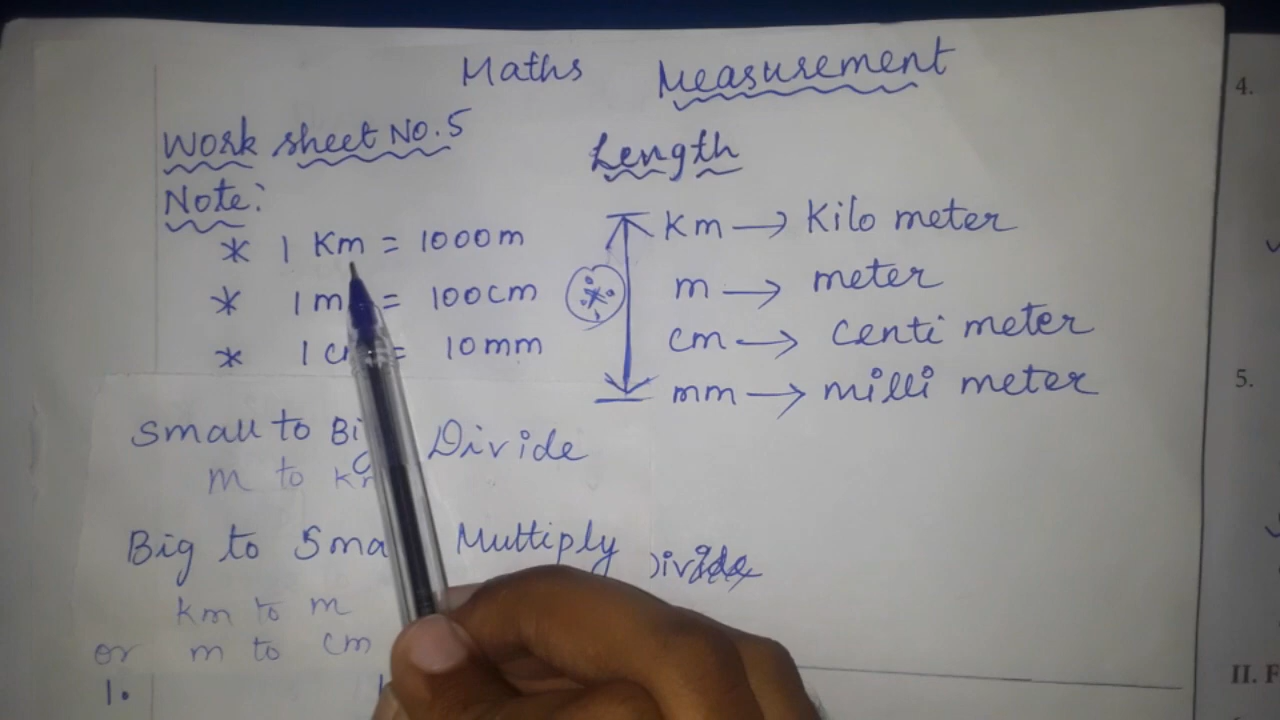 Maths Measurement
Work sheet No.5
Note:
* 1 Km = 1000m
* 1m = 100cm
* 1 = 10mm
Length
Km → Kilo meter
m → meter
cm → centi meter
mm → milli meter
Small to Divide
m to
Big to Multiply
Km to m
or m to cm
1.
4.
5.
II. F